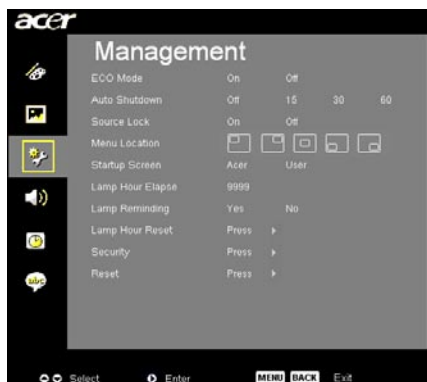 acer
Management
ECO Mode On Off
Auto Shutdown Off 15 30 60
Source Lock On Off
Menu Location
Startup Screen Acer User
Lamp Hour Elapse 9999
Lamp Reminding Yes No
Lamp Hour Reset Press
Security Press
Reset Press
abc
Select Enter MENU BACK Exit